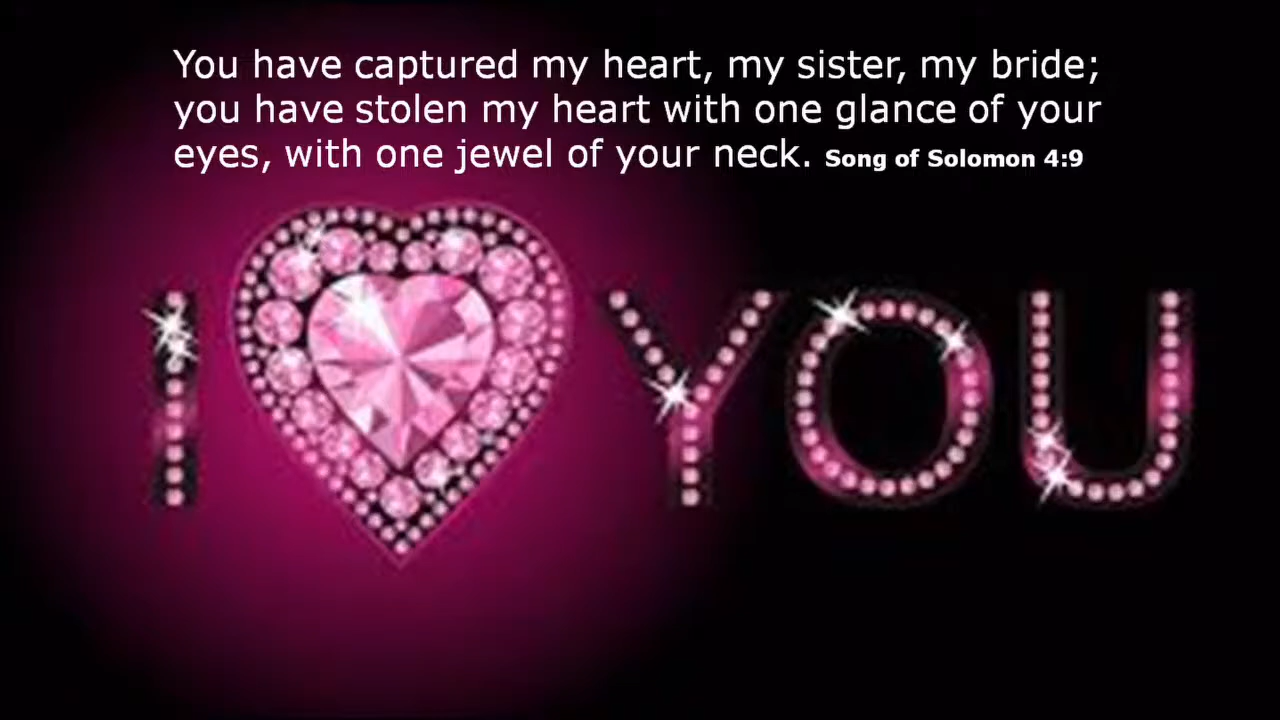 You have captured my heart, my sister, my bride;
you have stolen my heart with one glance of your
eyes, with one jewel of your neck. Song of Solomon 4:9
I YOU